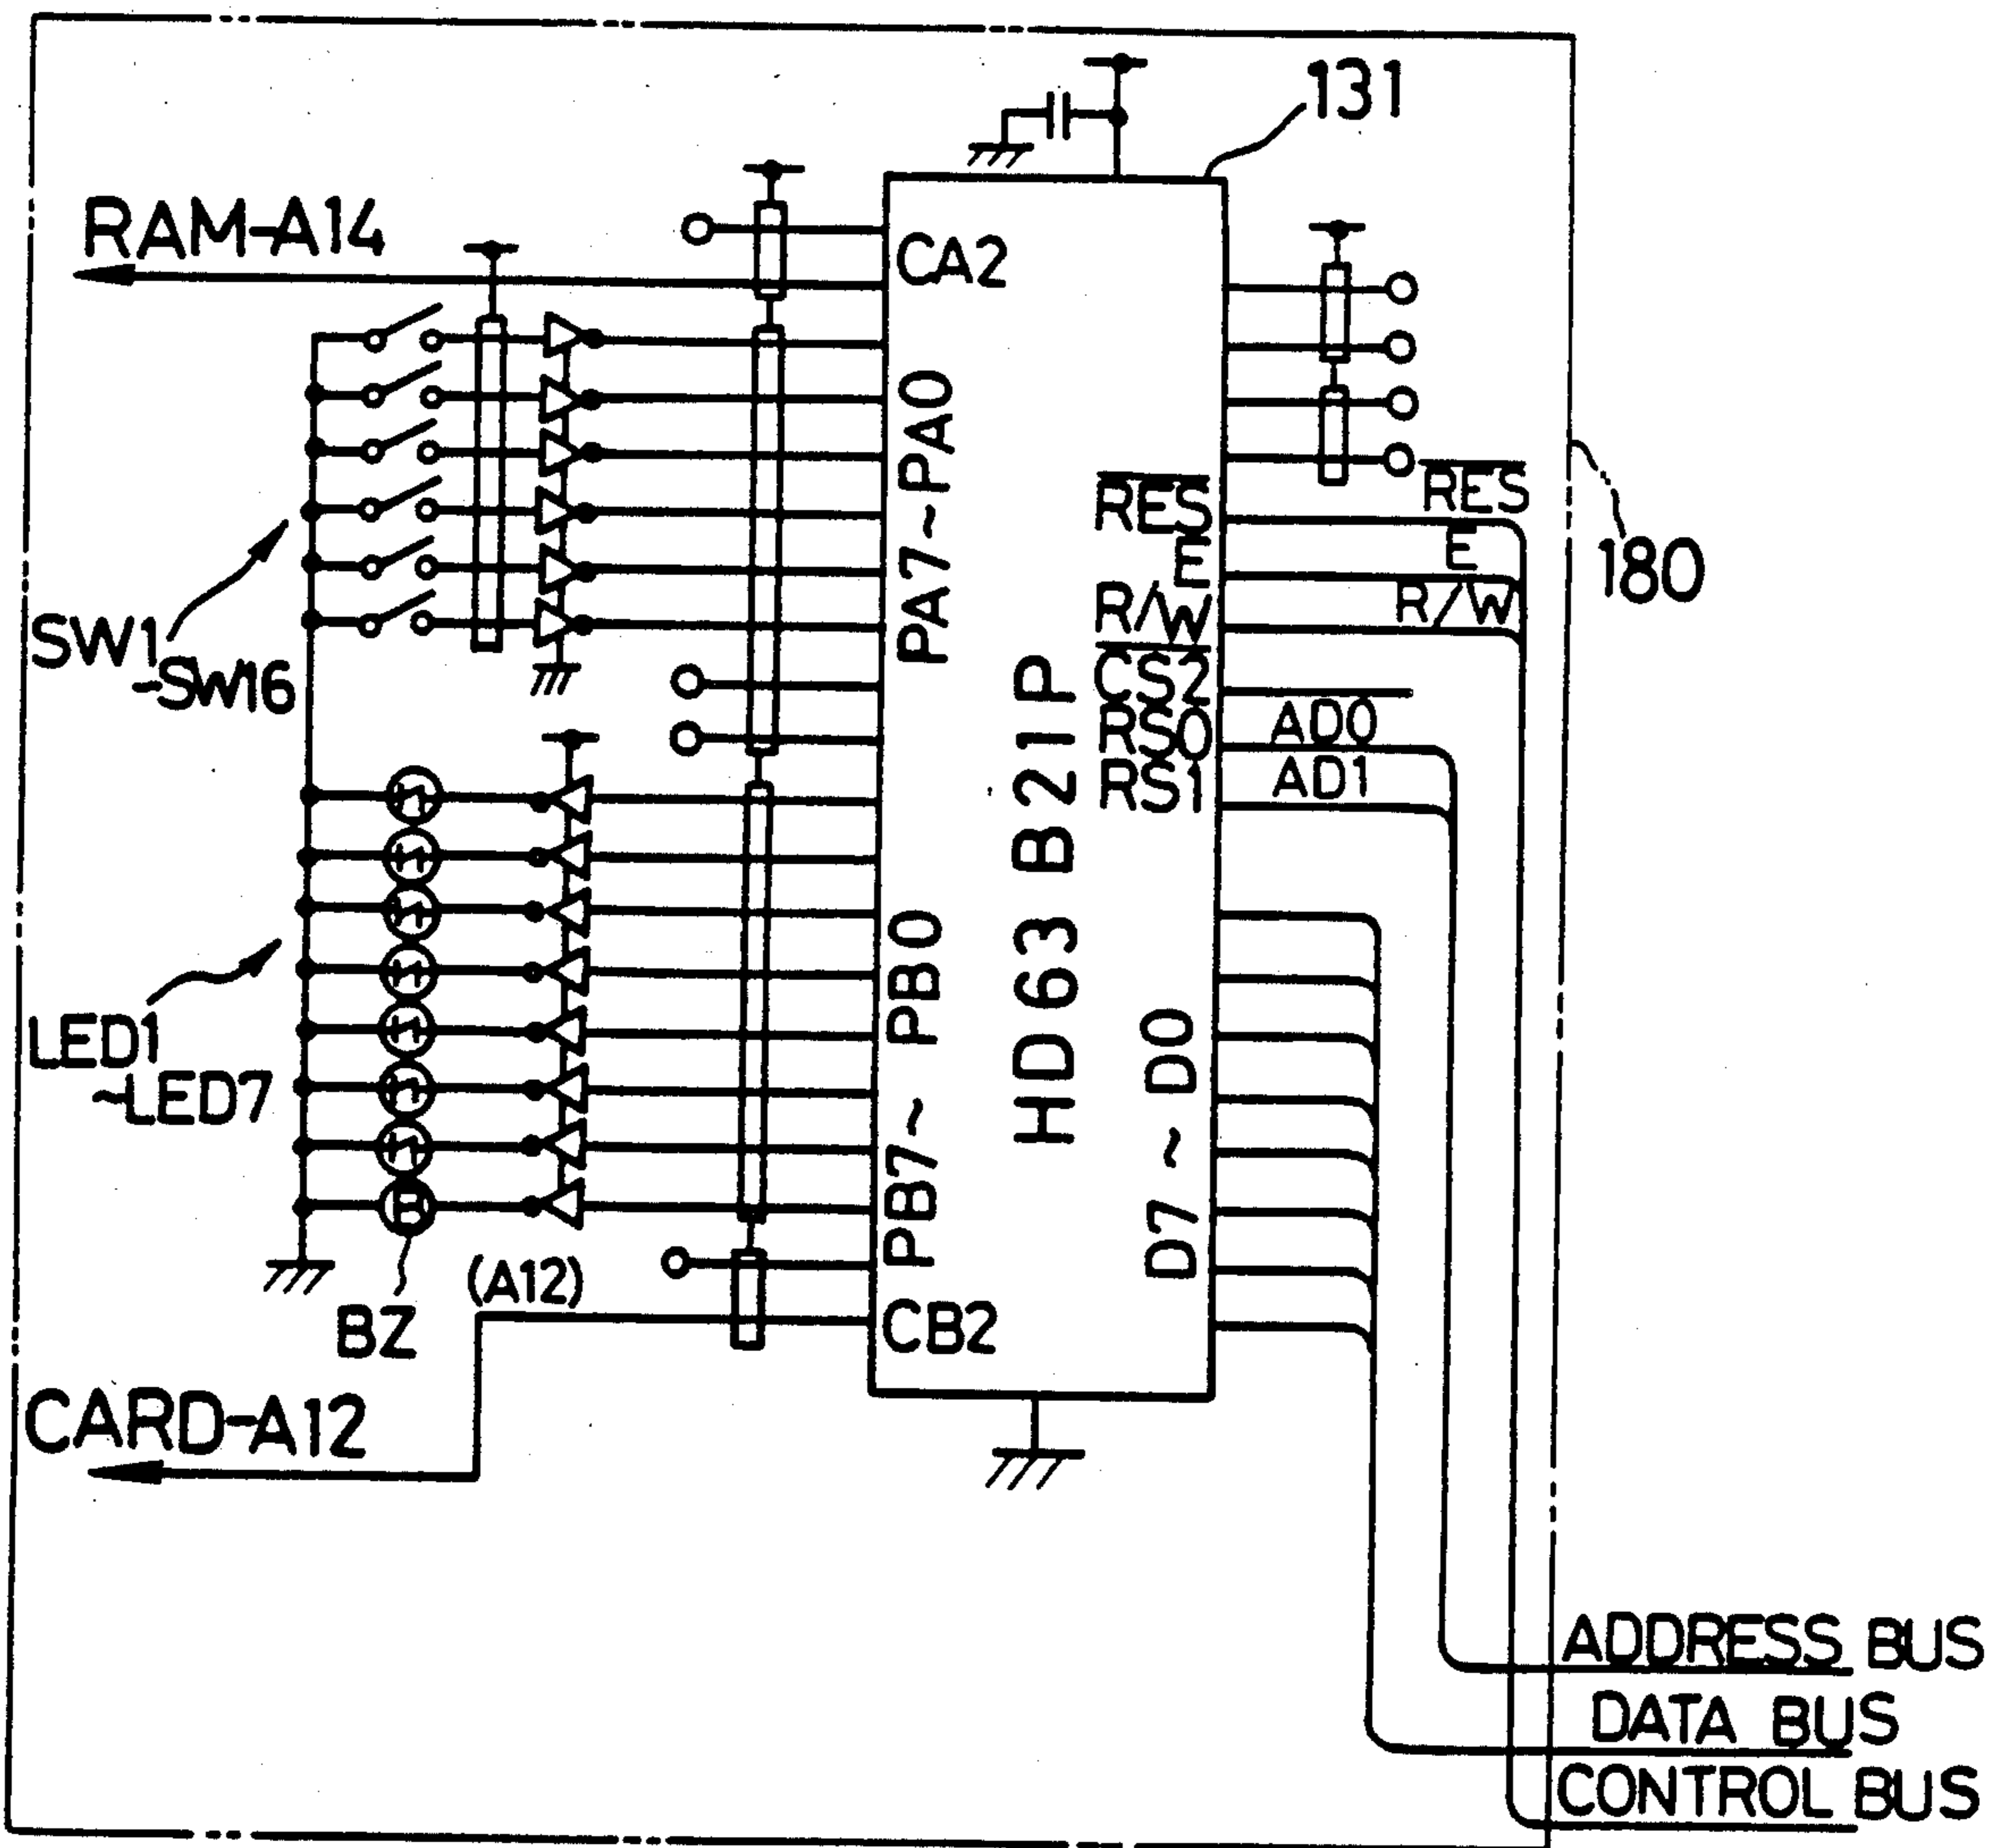 131
RAM-A14
CA2
PA7~PA0
RES
RES
E
E
180
R/W
R/W
SW1
-SW16
CS2
RS0
AD0
RS1
AD1
HD63 B21P
PB7~ PB0
D7 ~ D0
LED1
~LED7
B
BZ
(A12)
CB2
CARD-A12
ADDRESS BUS
DATA BUS
CONTROL BUS